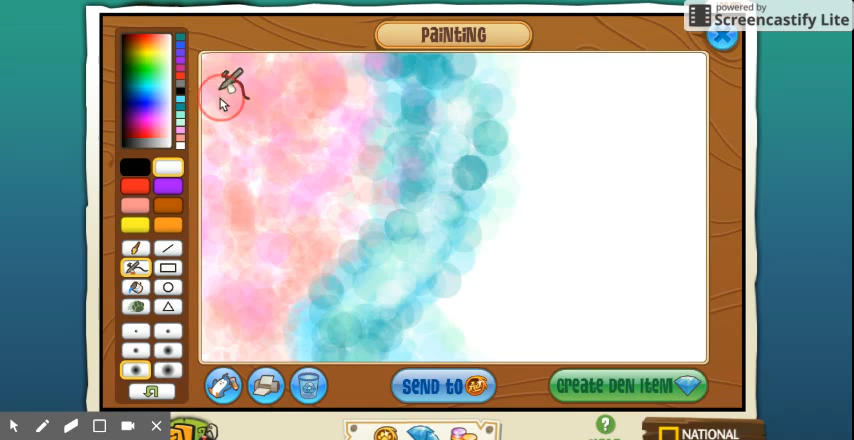 powered by
Screencastify Lite
PAINTING
SEND TO
CREATE DEN ITEM
NATIONAL